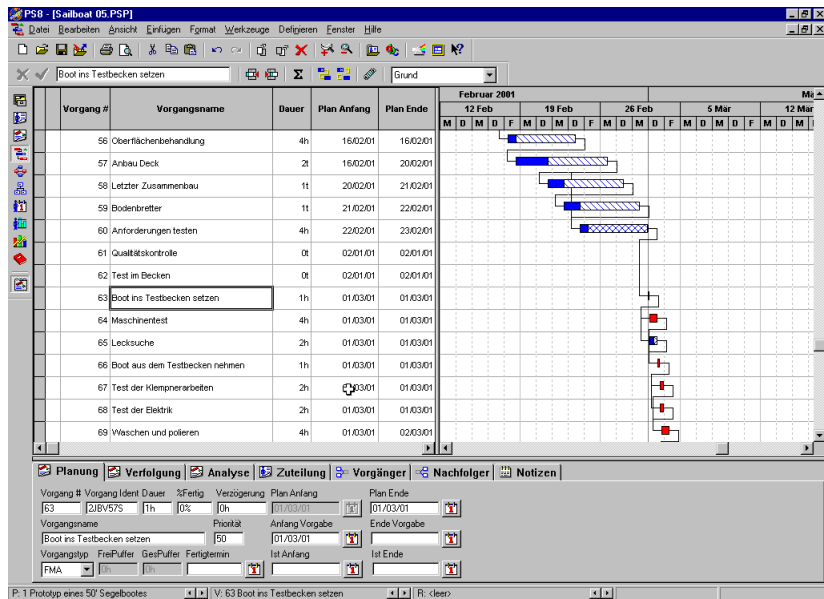 PS8 - [Sailboat 05.PSP]
Datei Bearbeiten Ansicht Einfügen Format Werkzeuge Definieren Fenster Hilfe
Boot ins Testbecken setzen Grund
Februar 2001
Vorgang # Vorgangsname Dauer Plan Anfang Plan Ende 12 Feb 19 Feb 26 Feb 5 Mär 12 Mär
M D M D F M D M D F M D M D F M D M D F M D M
56 Oberflächenbehandlung 4h 16/02/01 16/02/01
57 Anbau Deck 2t 16/02/01 20/02/01
58 Letzter Zusammenbau 1t 20/02/01 21/02/01
59 Bodenbretter 1t 21/02/01 22/02/01
60 Anforderungen testen 4h 22/02/01 23/02/01
61 Qualitätskontrolle 0t 02/01/01 02/01/01
62 Test im Becken 0t 02/01/01 02/01/01
63 Boot ins Testbecken setzen 1h 01/03/01 01/03/01
64 Maschinentest 4h 01/03/01 01/03/01
65 Lecksuche 2h 01/03/01 01/03/01
66 Boot aus dem Testbecken nehmen 1h 01/03/01 01/03/01
67 Test der Klempnerarbeiten 2h 01/03/01
68 Test der Elektrik 2h 01/03/01 01/03/01
69 Waschen und polieren 4h 01/03/01 02/03/01
Planung Verfolgung Analyse Zuteilung Vorgänger Nachfolger Notizen
Vorgang # Vorgang Ident Dauer %Fertig Verzögerung Plan Anfang Plan Ende
63 2JBV57S 1h 0% 0h 01/03/01 01/03/01
Vorgangsname Priorität Anfang Vorgabe Ende Vorgabe
Boot ins Testbecken setzen 50 01/03/01
Vorgangstyp FreiPuffer GesPuffer Fertigtermin Ist Anfang Ist Ende
FMA 0h 0h
P: 1 Prototyp eines 50' Segelbootes V: 63 Boot ins Testbecken setzen R: <leer>